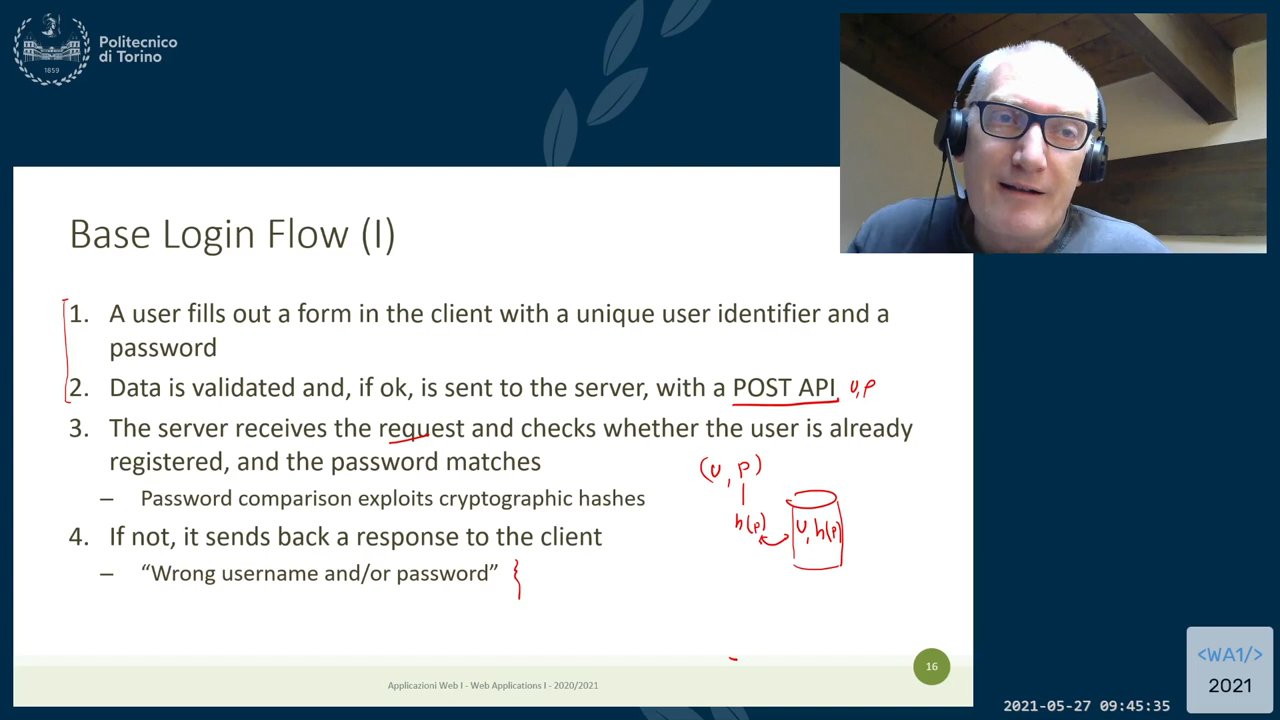 Politecnico
di Torino
1859
Base Login Flow (I)
1. A user fills out a form in the client with a unique user identifier and a
password
2. Data is validated and, if ok, is sent to the server, with a POST API U,P
3. The server receives the request and checks whether the user is already
registered, and the password matches
(U, P)
– Password comparison exploits cryptographic hashes
h(p)
U, h(p)
4. If not, it sends back a response to the client
– “Wrong username and/or password”
16
Applicazioni Web I - Web Applications I - 2020/2021
<WA1/>
2021
2021-05-27 09:45:35